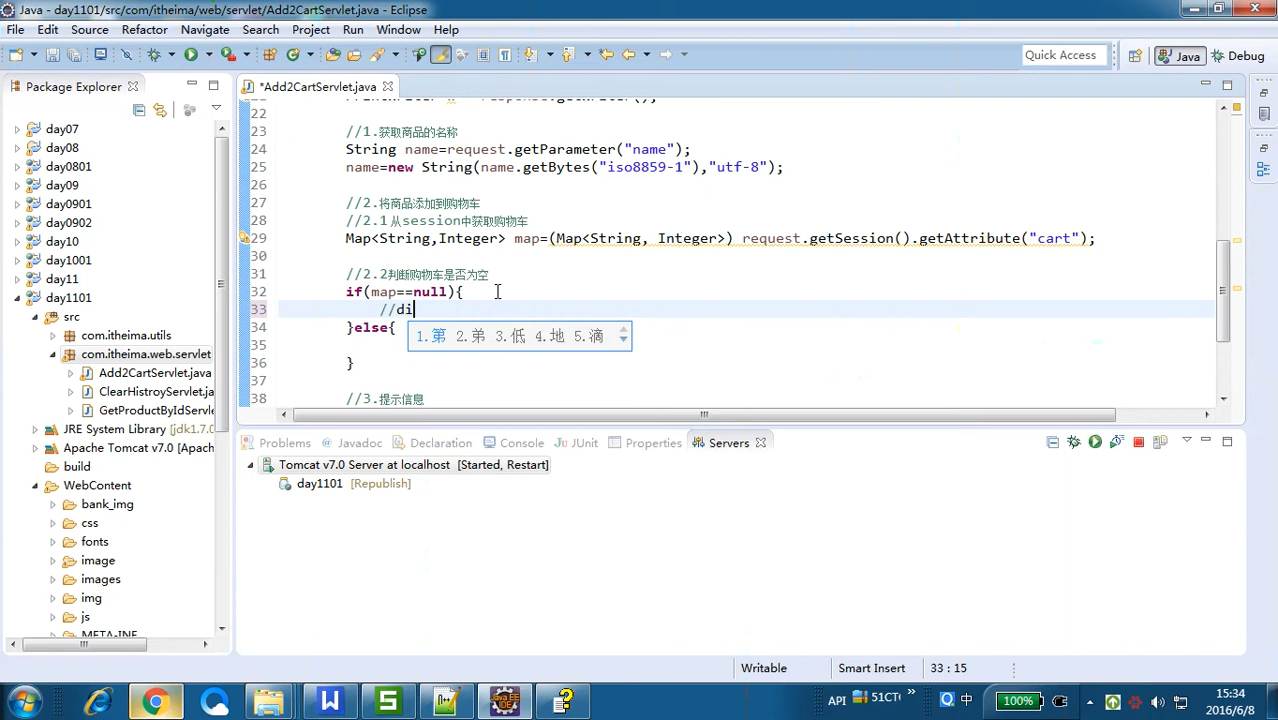 Java - day1101/src/com/itheima/web/servlet/Add2CartServlet.java - Eclipse
File Edit Source Refactor Navigate Search Project Run Window Help
Quick Access Java Debug
Package Explorer
*Add2CartServlet.java
day07
day08
day0801
day09
day0901
day0902
day10
day1001
day11
day1101
src
com.itheima.utils
com.itheima.web.servlet
Add2CartServlet.java
ClearHistroyServlet.ja
GetProductByIdServle
JRE System Library [jdk1.7.0
Apache Tomcat v7.0 [Apach
build
WebContent
bank_img
css
fonts
image
images
img
js
META-INF
22
23 //1.获取商品的名称
24 String name=request.getParameter("name");
25 name=new String(name.getBytes("iso8859-1"),"utf-8");
26
27 //2.将商品添加到购物车
28 //2.1从session中获取购物车
29 Map<String,Integer> map=(Map<String, Integer>) request.getSession().getAttribute("cart");
30
31 //2.2判断购物车是否为空
32 if(map==null){
33 //di
34 }else{
1.第 2.弟 3.低 4.地 5.滴
35
36 }
37
38 //3.提示信息
Problems Javadoc Declaration Search Console JUnit Properties Servers
Tomcat v7.0 Server at localhost [Started, Restart]
day1101 [Republish]
Writable Smart Insert 33 : 15
API 51CTi » 中 100% 15:34
2016/6/8